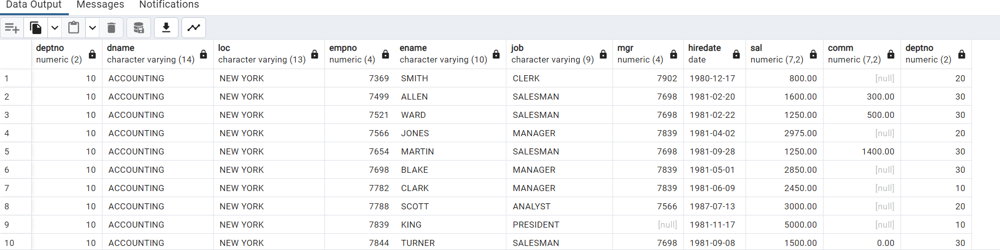 Data Output Messages Notifications
deptno dname loc empno ename job mgr hiredate sal comm deptno
numeric (2) character varying (14) character varying (13) numeric (4) character varying (10) character varying (9) numeric (4) date numeric (7,2) numeric (7,2) numeric (2)
1 10 ACCOUNTING NEW YORK 7369 SMITH CLERK 7902 1980-12-17 800.00 [null] 20
2 10 ACCOUNTING NEW YORK 7499 ALLEN SALESMAN 7698 1981-02-20 1600.00 300.00 30
3 10 ACCOUNTING NEW YORK 7521 WARD SALESMAN 7698 1981-02-22 1250.00 500.00 30
4 10 ACCOUNTING NEW YORK 7566 JONES MANAGER 7839 1981-04-02 2975.00 [null] 20
5 10 ACCOUNTING NEW YORK 7654 MARTIN SALESMAN 7698 1981-09-28 1250.00 1400.00 30
6 10 ACCOUNTING NEW YORK 7698 BLAKE MANAGER 7839 1981-05-01 2850.00 [null] 30
7 10 ACCOUNTING NEW YORK 7782 CLARK MANAGER 7839 1981-06-09 2450.00 [null] 10
8 10 ACCOUNTING NEW YORK 7788 SCOTT ANALYST 7566 1987-07-13 3000.00 [null] 20
9 10 ACCOUNTING NEW YORK 7839 KING PRESIDENT [null] 1981-11-17 5000.00 [null] 10
10 10 ACCOUNTING NEW YORK 7844 TURNER SALESMAN 7698 1981-09-08 1500.00 0.00 30